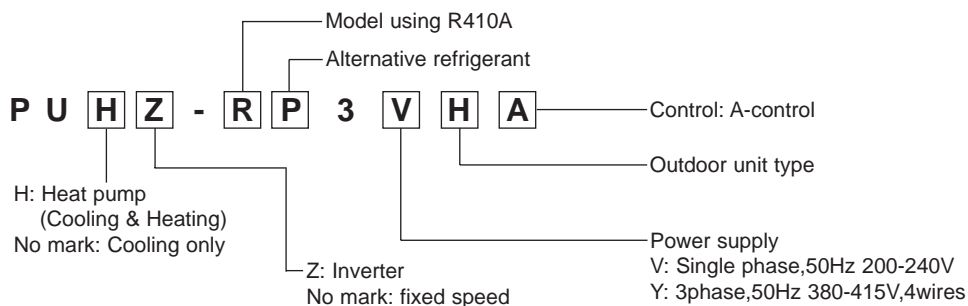 Model using R410A
Alternative refrigerant
P U H Z - R P 3 V H A
Control: A-control
Outdoor unit type
H: Heat pump
(Cooling & Heating)
No mark: Cooling only
Z: Inverter
No mark: fixed speed
Power supply
V: Single phase,50Hz 200-240V
Y: 3phase,50Hz 380-415V,4wires